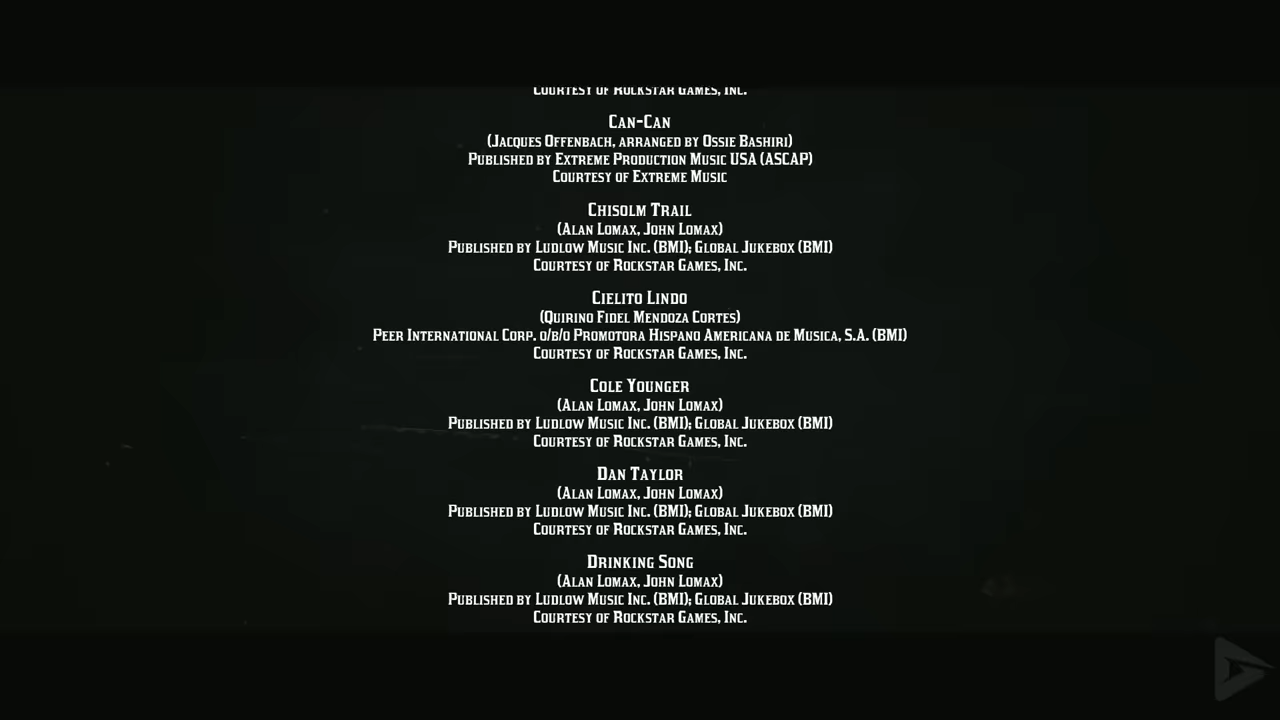 Courtesy of Rockstar Games, Inc.
Can-Can
(Jacques Offenbach, arranged by Ossie Bashiri)
Published by Extreme Production Music USA (ASCAP)
Courtesy of Extreme Music
Chisolm Trail
(Alan Lomax, John Lomax)
Published by Ludlow Music Inc. (BMI); Global Jukebox (BMI)
Courtesy of Rockstar Games, Inc.
Cielito Lindo
(Quirino Fidel Mendoza Cortes)
Peer International Corp. o/b/o Promotora Hispano Americana de Musica, S.A. (BMI)
Courtesy of Rockstar Games, Inc.
Cole Younger
(Alan Lomax, John Lomax)
Published by Ludlow Music Inc. (BMI); Global Jukebox (BMI)
Courtesy of Rockstar Games, Inc.
Dan Taylor
(Alan Lomax, John Lomax)
Published by Ludlow Music Inc. (BMI); Global Jukebox (BMI)
Courtesy of Rockstar Games, Inc.
Drinking Song
(Alan Lomax, John Lomax)
Published by Ludlow Music Inc. (BMI); Global Jukebox (BMI)
Courtesy of Rockstar Games, Inc.